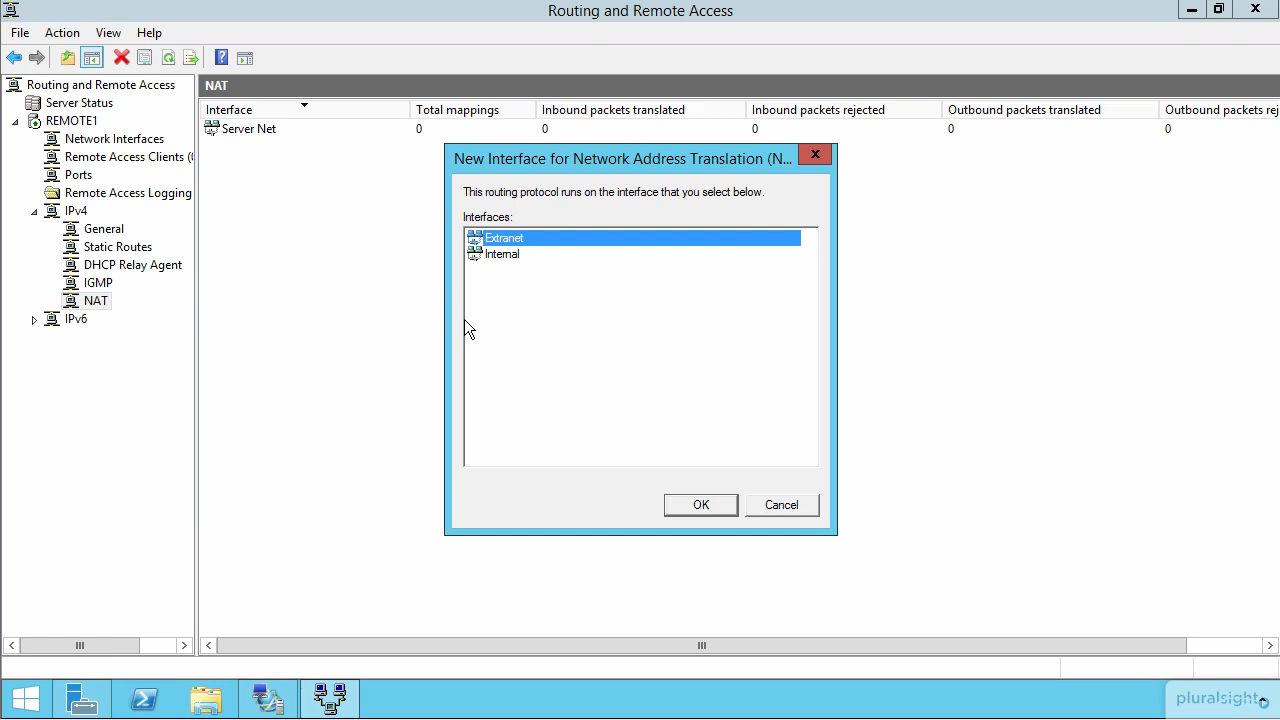 Routing and Remote Access
File Action View Help
Routing and Remote Access
Server Status
REMOTE1
Network Interfaces
Remote Access Clients (
Ports
Remote Access Logging
IPv4
General
Static Routes
DHCP Relay Agent
IGMP
NAT
IPv6
NAT
Interface Total mappings Inbound packets translated Inbound packets rejected Outbound packets translated Outbound packets rej
Server Net 0 0 0 0 0
New Interface for Network Address Translation (N...
This routing protocol runs on the interface that you select below.
Interfaces:
Extranet
Internal
OK Cancel
pluralsight